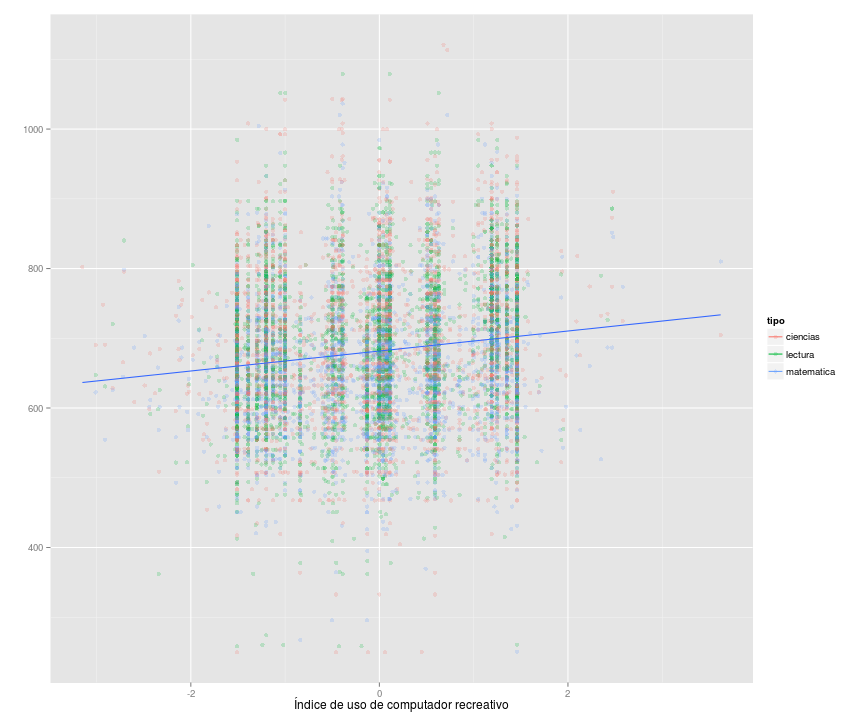 1000
800
600
400
-2
0
2
Índice de uso de computador recreativo
tipo
ciencias
lectura
matematica